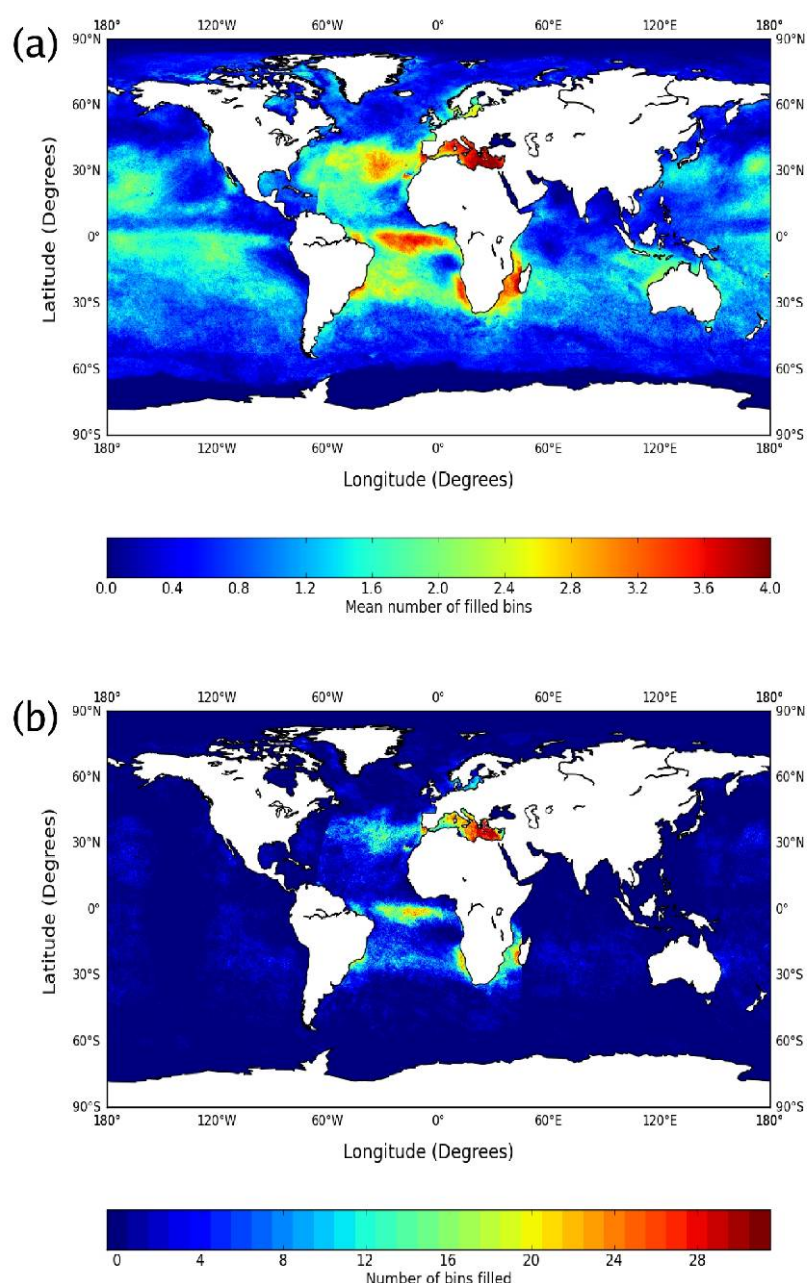 (a)
180° 120°W 60°W 0° 60°E 120°E 180°
90°N 90°N
60°N 60°N
30°N 30°N
0° 0°
30°S 30°S
60°S 60°S
90°S 90°S
Latitude (Degrees)
180° 120°W 60°W 0° 60°E 120°E 180°
Longitude (Degrees)
0.0 0.4 0.8 1.2 1.6 2.0 2.4 2.8 3.2 3.6 4.0
Mean number of filled bins
(b)
180° 120°W 60°W 0° 60°E 120°E 180°
90°N 90°N
60°N 60°N
30°N 30°N
0° 0°
30°S 30°S
60°S 60°S
90°S 90°S
Latitude (Degrees)
180° 120°W 60°W 0° 60°E 120°E 180°
Longitude (Degrees)
0 4 8 12 16 20 24 28
Number of bins filled